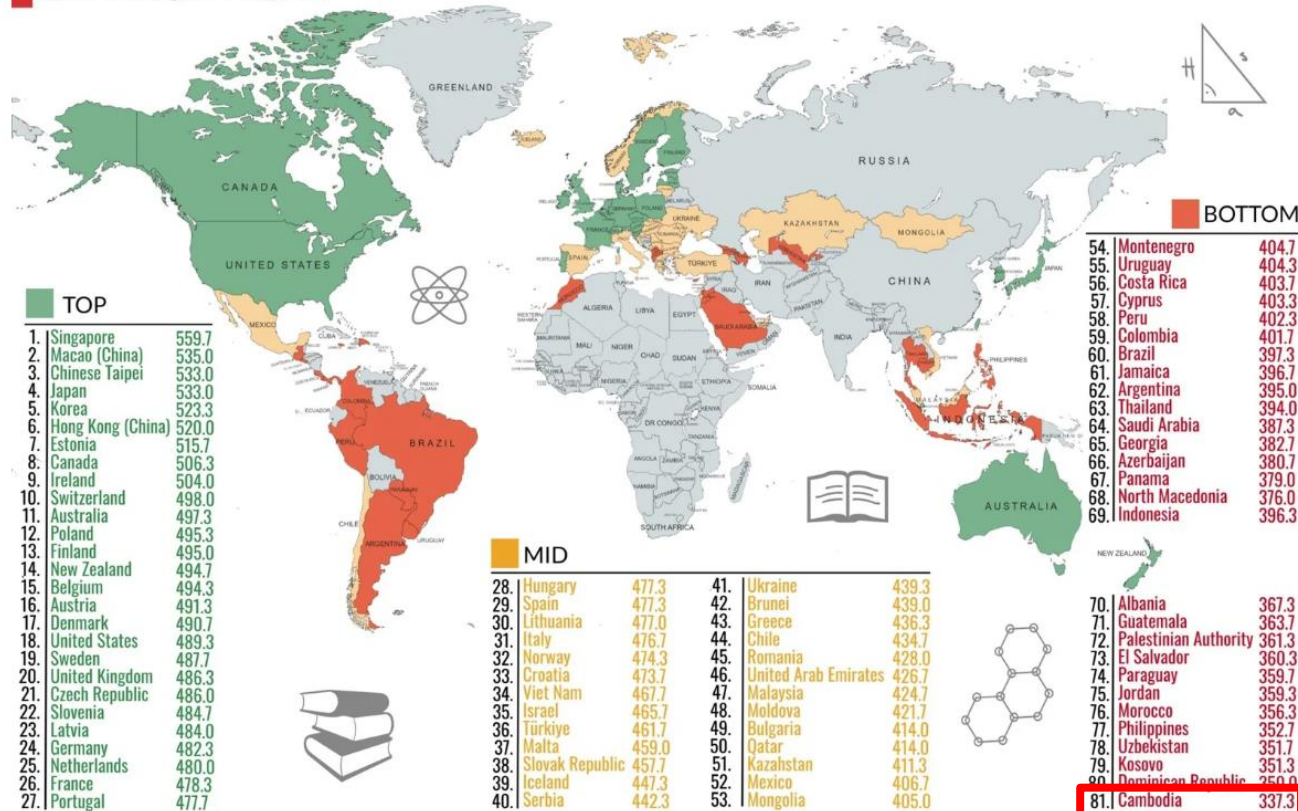 GREENLAND
CANADA
UNITED STATES
MEXICO
CUBA
VENEZUELA
COLOMBIA
ECUADOR
PERU
BRAZIL
BOLIVIA
CHILE
ARGENTINA
URUGUAY
RUSSIA
KAZAKHSTAN
MONGOLIA
CHINA
JAPAN
UKRAINE
POLAND
FRANCE
SPAIN
PORTUGAL
TÜRKIYE
IRAQ
IRAN
PAKISTAN
INDIA
SAUDI ARABIA
ALGERIA
LIBYA
EGYPT
WESTERN SAHARA
MAURITANIA
MALI
NIGER
CHAD
SUDAN
NIGERIA
ETHIOPIA
SOMALIA
KENYA
DR CONGO
TANZANIA
ANGOLA
ZAMBIA
NAMIBIA
MADAGASCAR
SOUTH AFRICA
PHILIPPINES
MALAYSIA
INDONESIA
AUSTRALIA
NEW ZEALAND
H
s
a
TOP
1. Singapore 559.7
2. Macao (China) 535.0
3. Chinese Taipei 533.0
4. Japan 533.0
5. Korea 523.3
6. Hong Kong (China) 520.0
7. Estonia 515.7
8. Canada 506.3
9. Ireland 504.0
10. Switzerland 498.0
11. Australia 497.3
12. Poland 495.3
13. Finland 495.0
14. New Zealand 494.7
15. Belgium 494.3
16. Austria 491.3
17. Denmark 490.7
18. United States 489.3
19. Sweden 487.7
20. United Kingdom 486.3
21. Czech Republic 486.0
22. Slovenia 484.7
23. Latvia 484.0
24. Germany 482.3
25. Netherlands 480.0
26. France 478.3
27. Portugal 477.7
MID
28. Hungary 477.3
29. Spain 477.3
30. Lithuania 477.0
31. Italy 476.7
32. Norway 474.3
33. Croatia 473.7
34. Viet Nam 467.7
35. Israel 465.7
36. Türkiye 461.7
37. Malta 459.0
38. Slovak Republic 457.7
39. Iceland 447.3
40. Serbia 442.3
41. Ukraine 439.3
42. Brunei 439.0
43. Greece 436.3
44. Chile 434.7
45. Romania 428.0
46. United Arab Emirates 426.7
47. Malaysia 424.7
48. Moldova 421.7
49. Bulgaria 414.0
50. Qatar 414.0
51. Kazahstan 411.3
52. Mexico 406.7
53. Mongolia 405.0
BOTTOM
54. Montenegro 404.7
55. Uruguay 404.3
56. Costa Rica 403.7
57. Cyprus 403.3
58. Peru 402.3
59. Colombia 401.7
60. Brazil 397.3
61. Jamaica 396.7
62. Argentina 395.0
63. Thailand 394.0
64. Saudi Arabia 387.3
65. Georgia 382.7
66. Azerbaijan 380.7
67. Panama 379.0
68. North Macedonia 376.0
69. Indonesia 396.3
70. Albania 367.3
71. Guatemala 363.7
72. Palestinian Authority 361.3
73. El Salvador 360.3
74. Paraguay 359.7
75. Jordan 359.3
76. Morocco 356.3
77. Philippines 352.7
78. Uzbekistan 351.7
79. Kosovo 351.3
80. Dominican Republic 350.0
81. Cambodia 337.3